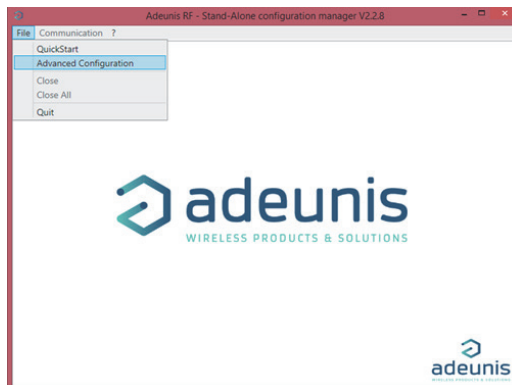 Adeunis RF - Stand-Alone configuration manager V2.2.8
File Communication ?
QuickStart
Advanced Configuration
Close
Close All
Quit
adeunis
WIRELESS PRODUCTS & SOLUTIONS
adeunis
WIRELESS PRODUCTS & SOLUTIONS